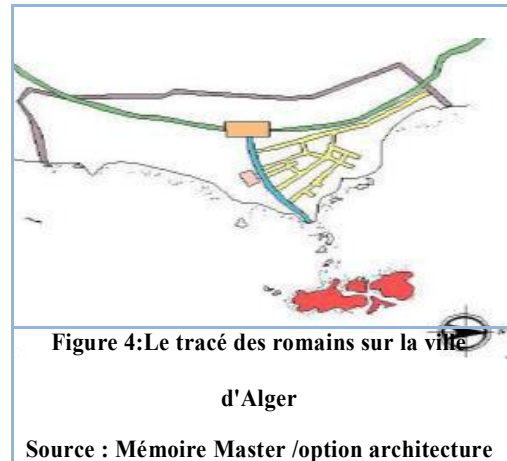 Figure 4:Le tracé des romains sur la ville
d'Alger
Source : Mémoire Master /option architecture